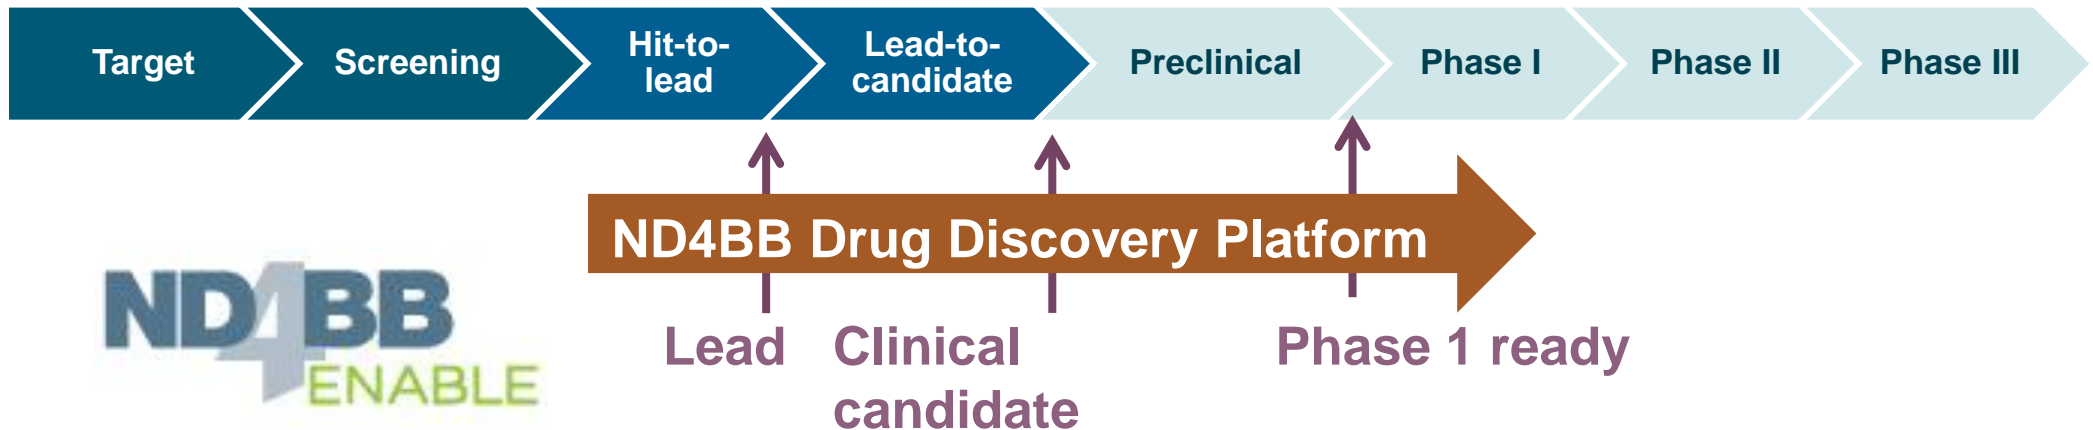 Target
Screening
Hit-to-
lead
Lead-to-
candidate
Preclinical
Phase I
Phase II
Phase III
ND4BB Drug Discovery Platform
ND4BB
ENABLE
Lead
Clinical
candidate
Phase 1 ready